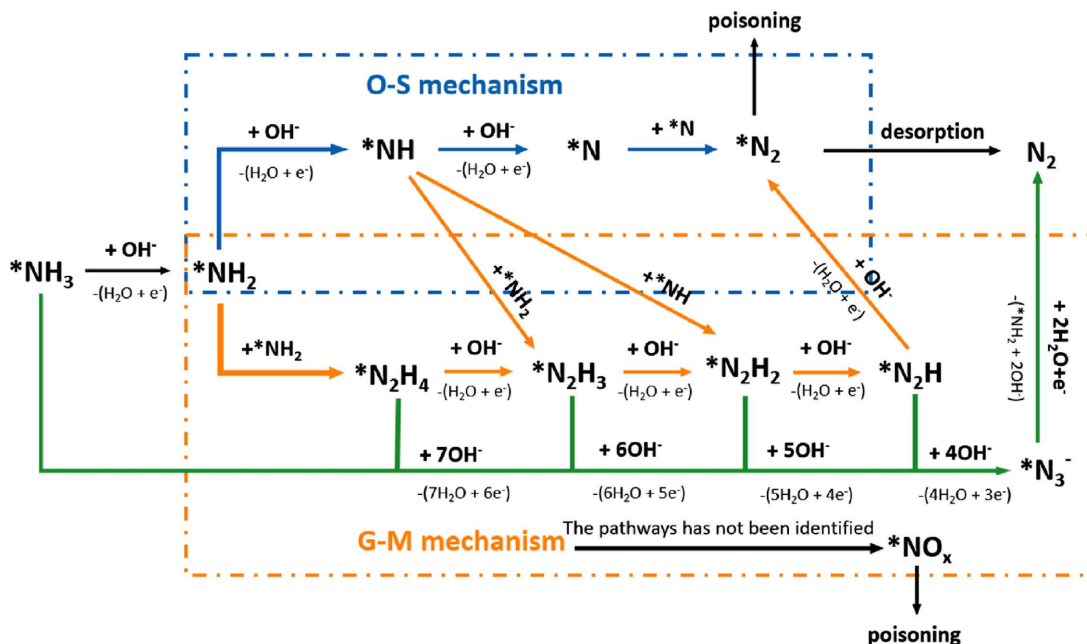 poisoning
O-S mechanism
+ OH⁻
-(H₂O + e⁻)
*NH
+ OH⁻
-(H₂O + e⁻)
*N
+ *N
*N₂
desorption
N₂
*NH₃
+ OH⁻
-(H₂O + e⁻)
*NH₂
+*NH₂
+*NH
+ OH⁻
-(H₂O + e⁻)
+ 2H₂O+e⁻
-(*NH₂ + 2OH⁻)
+*NH₂
*N₂H₄
+ OH⁻
-(H₂O + e⁻)
*N₂H₃
+ OH⁻
-(H₂O + e⁻)
*N₂H₂
+ OH⁻
-(H₂O + e⁻)
*N₂H
+ 7OH⁻
-(7H₂O + 6e⁻)
+ 6OH⁻
-(6H₂O + 5e⁻)
+ 5OH⁻
-(5H₂O + 4e⁻)
+ 4OH⁻
-(4H₂O + 3e⁻)
*N₃⁻
G-M mechanism
The pathways has not been identified
*NOₓ
poisoning